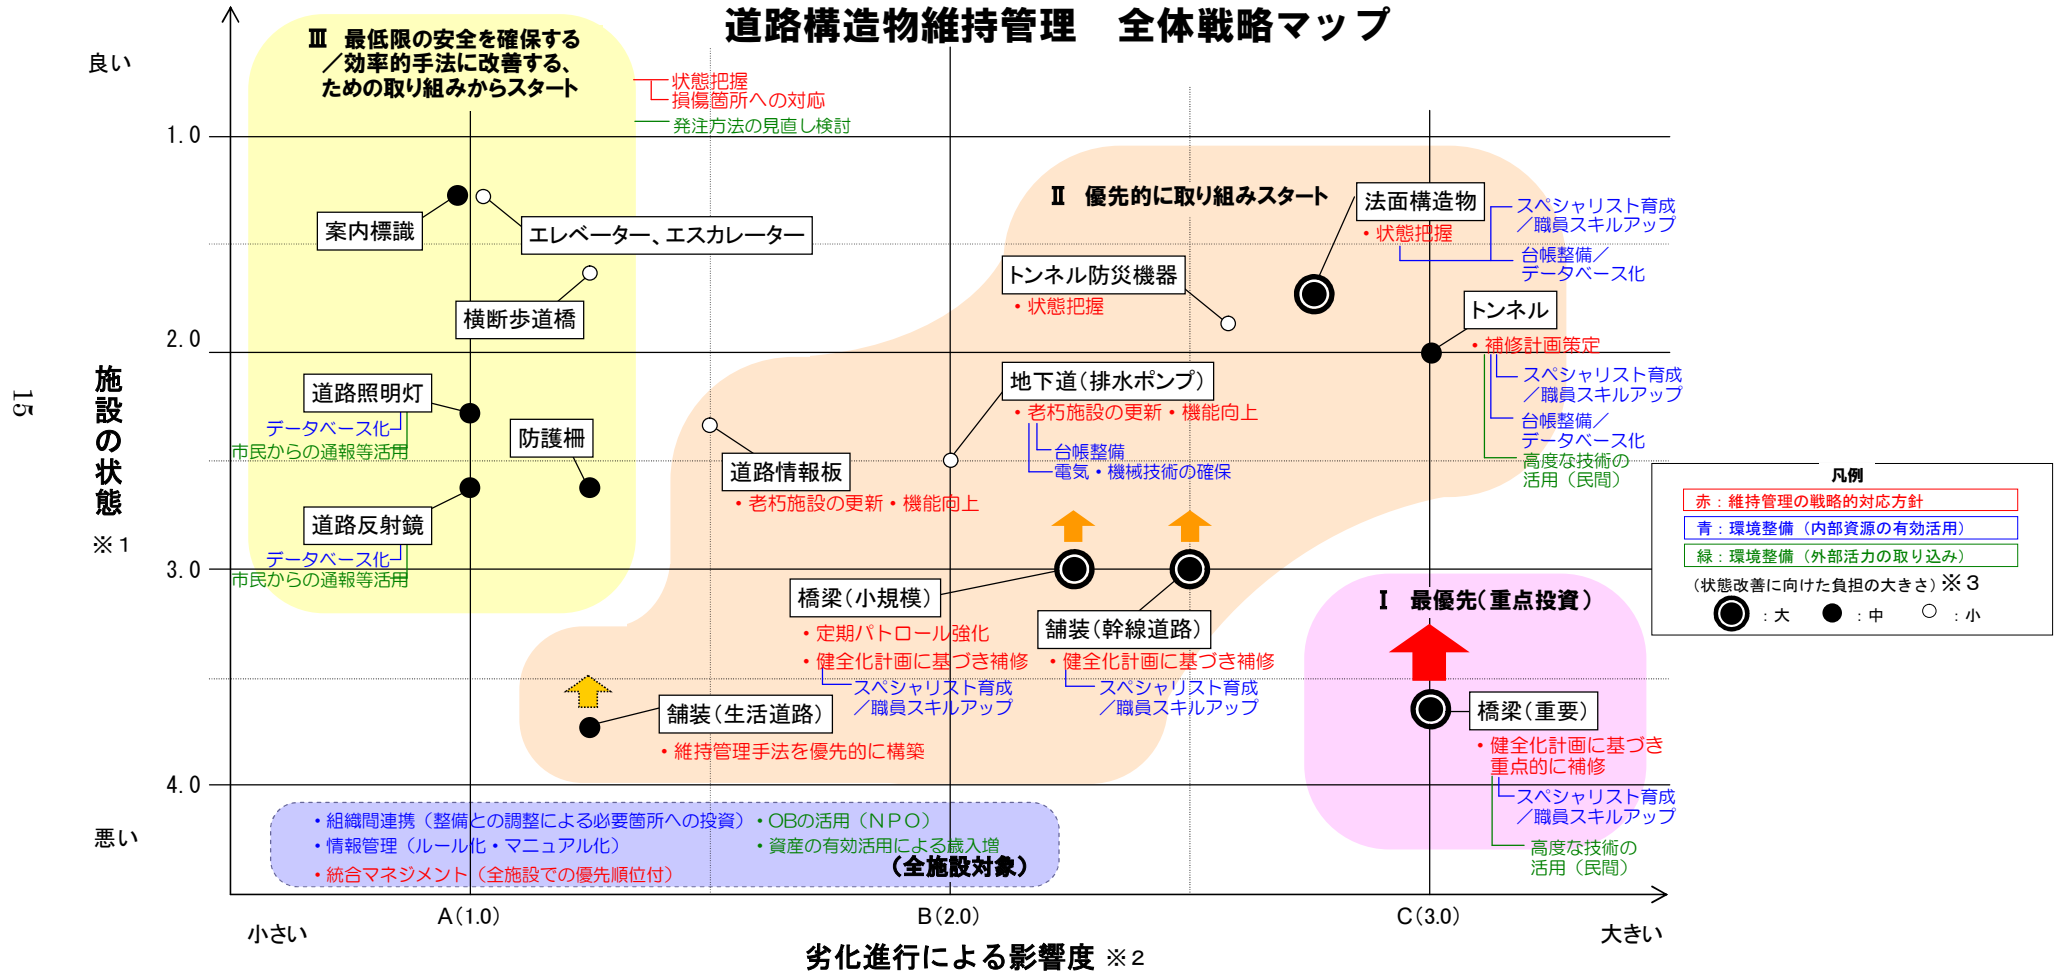 道路構造物維持管理　全体戦略マップ
Ⅲ　最低限の安全を確保する
／効率的手法に改善する、
ための取り組みからスタート
良い
状態把握
損傷箇所への対応
発注方法の見直し検討
1.0
Ⅱ　優先的に取り組みスタート
法面構造物
・状態把握
スペシャリスト育成
／職員スキルアップ
台帳整備／
データベース化
案内標識
エレベーター、エスカレーター
トンネル防災機器
・状態把握
横断歩道橋
トンネル
・補修計画策定
スペシャリスト育成
／職員スキルアップ
台帳整備／
データベース化
高度な技術の
活用（民間）
2.0
施設の状態
※１
15
道路照明灯
データベース化
市民からの通報等活用
防護柵
地下道（排水ポンプ）
・老朽施設の更新・機能向上
台帳整備
電気・機械技術の確保
道路情報板
・老朽施設の更新・機能向上
道路反射鏡
データベース化
市民からの通報等活用
凡例
赤：維持管理の戦略的対応方針
青：環境整備（内部資源の有効活用）
緑：環境整備（外部活力の取り込み）
（状態改善に向けた負担の大きさ）※３
：大
：中
：小
3.0
橋梁（小規模）
・定期パトロール強化
・健全化計画に基づき補修
スペシャリスト育成
／職員スキルアップ
舗装（幹線道路）
・健全化計画に基づき補修
スペシャリスト育成
／職員スキルアップ
Ⅰ　最優先（重点投資）
舗装（生活道路）
・維持管理手法を優先的に構築
橋梁（重要）
・健全化計画に基づき
重点的に補修
スペシャリスト育成
／職員スキルアップ
高度な技術の
活用（民間）
4.0
悪い
・組織間連携（整備との調整による必要箇所への投資）
・OBの活用（ＮＰＯ）
・情報管理（ルール化・マニュアル化）
・資産の有効活用による歳入増
・統合マネジメント（全施設での優先順位付）
（全施設対象）
A（1.0）
B（2.0）
C（3.0）
小さい
大きい
劣化進行による影響度 ※２